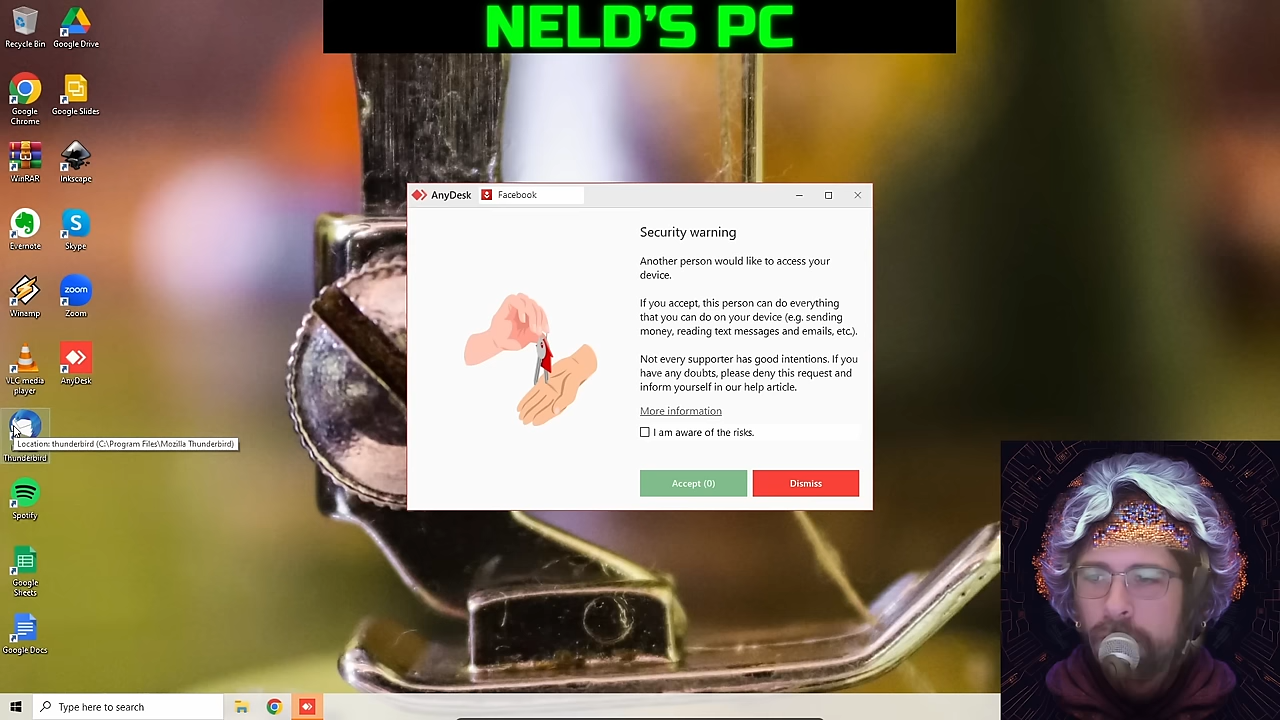 NELD'S PC
Recycle Bin
Google Drive
Google
Chrome
Google Slides
WinRAR
Inkscape
Evernote
Skype
Winamp
zoom
Zoom
VLC media
player
AnyDesk
Location: thunderbird (C:\Program Files\Mozilla Thunderbird)
Thunderbird
Spotify
Google
Sheets
Google Docs
AnyDesk
Facebook
Security warning
Another person would like to access your
device.
If you accept, this person can do everything
that you can do on your device (e.g. sending
money, reading text messages and emails, etc.).
Not every supporter has good intentions. If you
have any doubts, please deny this request and
inform yourself in our help article.
More information
I am aware of the risks.
Accept (0)
Dismiss
Type here to search